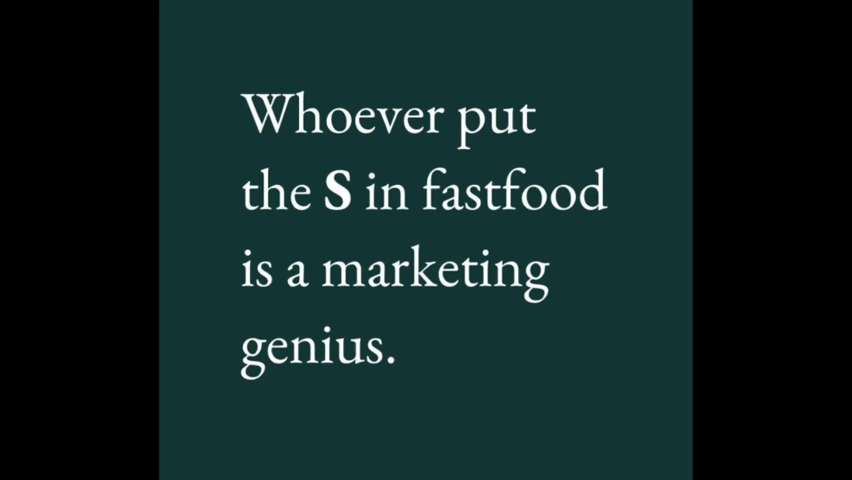 Whoever put
the S in fastfood
is a marketing
genius.